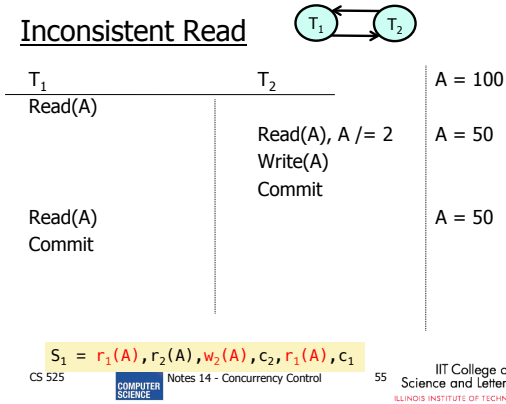 Inconsistent Read
T₁ T₂
T₁ T₂ A = 100
Read(A)
Read(A), A /= 2 A = 50
Write(A)
Commit
Read(A) A = 50
Commit
S₁ = r₁(A),r₂(A),w₂(A),c₂,r₁(A),c₁
CS 525 COMPUTER SCIENCE Notes 14 - Concurrency Control 55 IIT College o
Science and Letter
ILLINOIS INSTITUTE OF TECHN